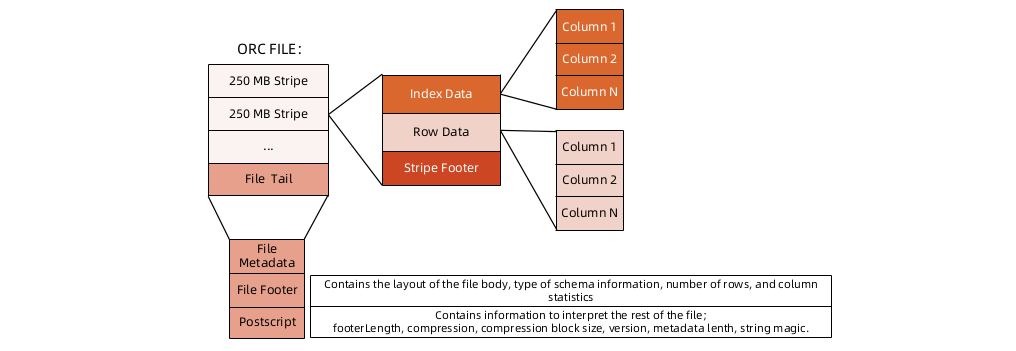 ORC FILE:
250 MB Stripe
250 MB Stripe
...
File Tail
Index Data
Row Data
Stripe Footer
Column 1
Column 2
Column N
Column 1
Column 2
Column N
File
Metadata
File Footer
Postscript
Contains the layout of the file body, type of schema information, number of rows, and column
statistics
Contains information to interpret the rest of the file;
footerLength, compression, compression block size, version, metadata lenth, string magic.